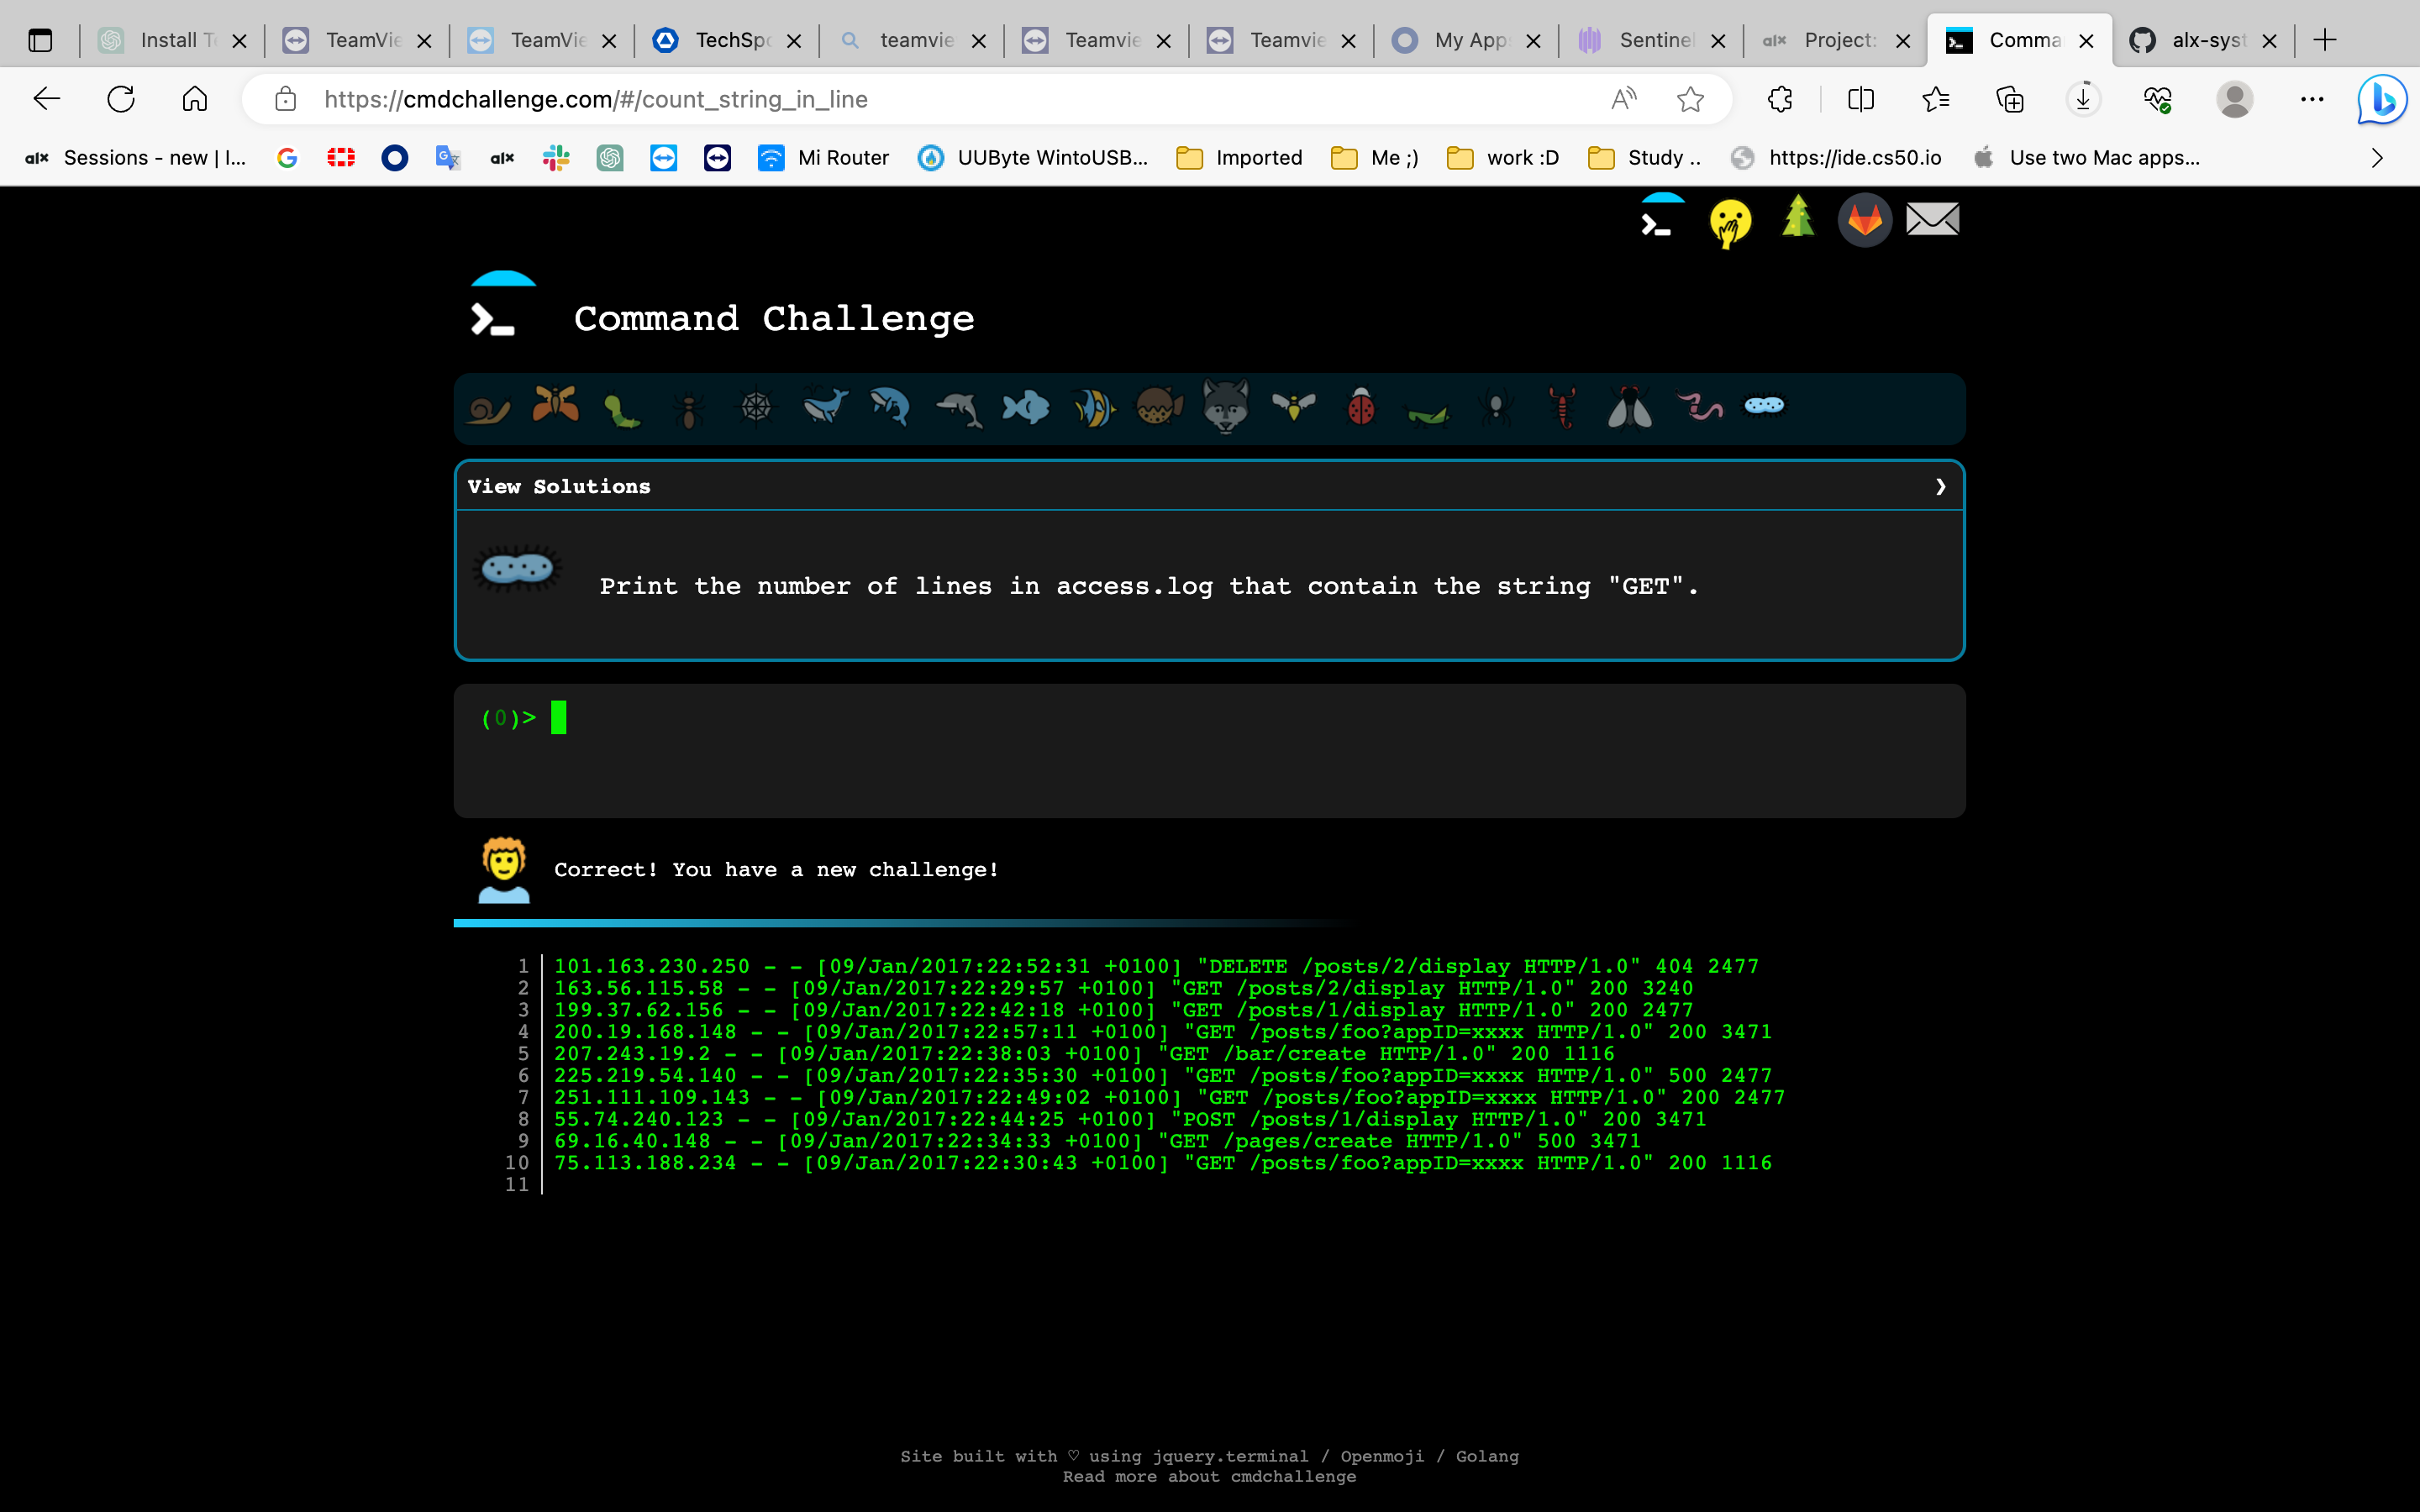 Install Te
TeamVie
TeamVie
TechSpo
teamvie
Teamvie
Teamvie
My Apps
Sentinel
alx Project:
Comma
alx-syst
https://cmdchallenge.com/#/count_string_in_line
alx Sessions - new | I...
alx
Mi Router
UUByte WintoUSB...
Imported
Me ;)
work :D
Study ..
https://ide.cs50.io
Use two Mac apps...
Command Challenge
View Solutions
Print the number of lines in access.log that contain the string "GET".
(0)>
Correct! You have a new challenge!
1 101.163.230.250 - - [09/Jan/2017:22:52:31 +0100] "DELETE /posts/2/display HTTP/1.0" 404 2477
2 163.56.115.58 - - [09/Jan/2017:22:29:57 +0100] "GET /posts/2/display HTTP/1.0" 200 3240
3 199.37.62.156 - - [09/Jan/2017:22:42:18 +0100] "GET /posts/1/display HTTP/1.0" 200 2477
4 200.19.168.148 - - [09/Jan/2017:22:57:11 +0100] "GET /posts/foo?appID=xxxx HTTP/1.0" 200 3471
5 207.243.19.2 - - [09/Jan/2017:22:38:03 +0100] "GET /bar/create HTTP/1.0" 200 1116
6 225.219.54.140 - - [09/Jan/2017:22:35:30 +0100] "GET /posts/foo?appID=xxxx HTTP/1.0" 500 2477
7 251.111.109.143 - - [09/Jan/2017:22:49:02 +0100] "GET /posts/foo?appID=xxxx HTTP/1.0" 200 2477
8 55.74.240.123 - - [09/Jan/2017:22:44:25 +0100] "POST /posts/1/display HTTP/1.0" 200 3471
9 69.16.40.148 - - [09/Jan/2017:22:34:33 +0100] "GET /pages/create HTTP/1.0" 500 3471
10 75.113.188.234 - - [09/Jan/2017:22:30:43 +0100] "GET /posts/foo?appID=xxxx HTTP/1.0" 200 1116
11
Site built with ♡ using jquery.terminal / Openmoji / Golang
Read more about cmdchallenge